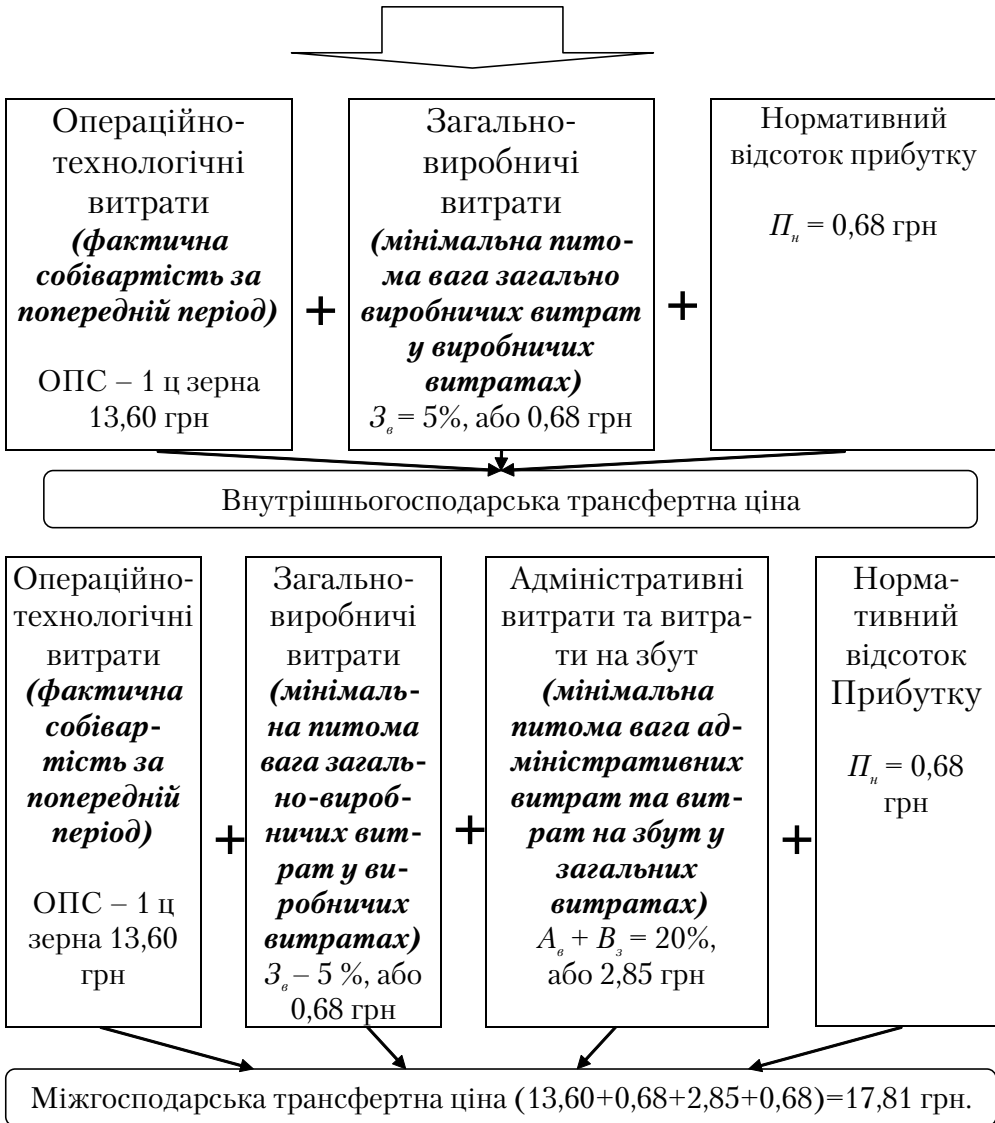 Операційно-
технологічні
витрати
(фактична
собівартість за
попередній період)
ОПС – 1 ц зерна
13,60 грн
+
Загально-
виробничі
витрати
(мінімальна пито-
ма вага загально
виробничих витрат
у виробничих
витратах)
Зв = 5%, або 0,68 грн
+
Нормативний
відсоток прибутку
Пн = 0,68 грн
Внутрішньогосподарська трансфертна ціна
Операційно-
технологічні
витрати
(фактична
собівар-
тість за
попередній
період)
ОПС – 1 ц
зерна 13,60
грн
+
Загально-
виробничі
витрати
(мінімаль-
на питома
вага загаль-
но-вироб-
ничих вит-
рат у ви-
робничих
витратах)
Зв – 5 %, або
0,68 грн
+
Адміністративні
витрати та витра-
ти на збут
(мінімальна
питома вага ад-
міністративних
витрат та вит-
рат на збут у
загальних
витратах)
Ав + Вз = 20%,
або 2,85 грн
+
Норма-
тивний
відсоток
Прибутку
Пн = 0,68
грн
Міжгосподарська трансфертна ціна (13,60+0,68+2,85+0,68)=17,81 грн.